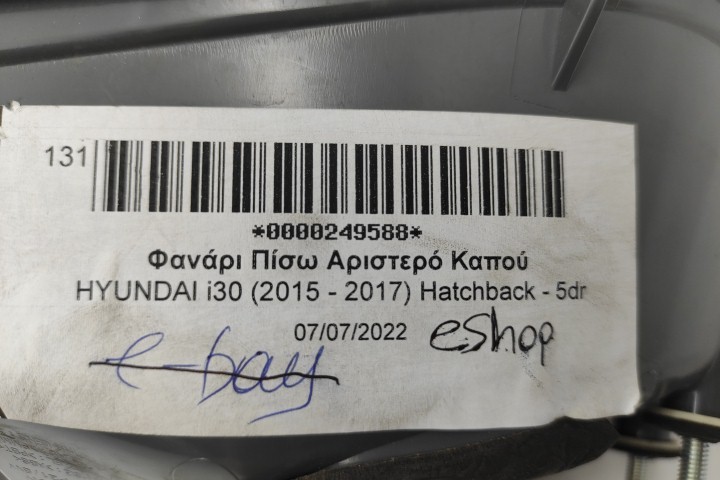 131
*0000249588*
Φανάρι Πίσω Αριστερό Καπού
HYUNDAI i30 (2015 - 2017) Hatchback - 5dr
07/07/2022 eshop
e-bay